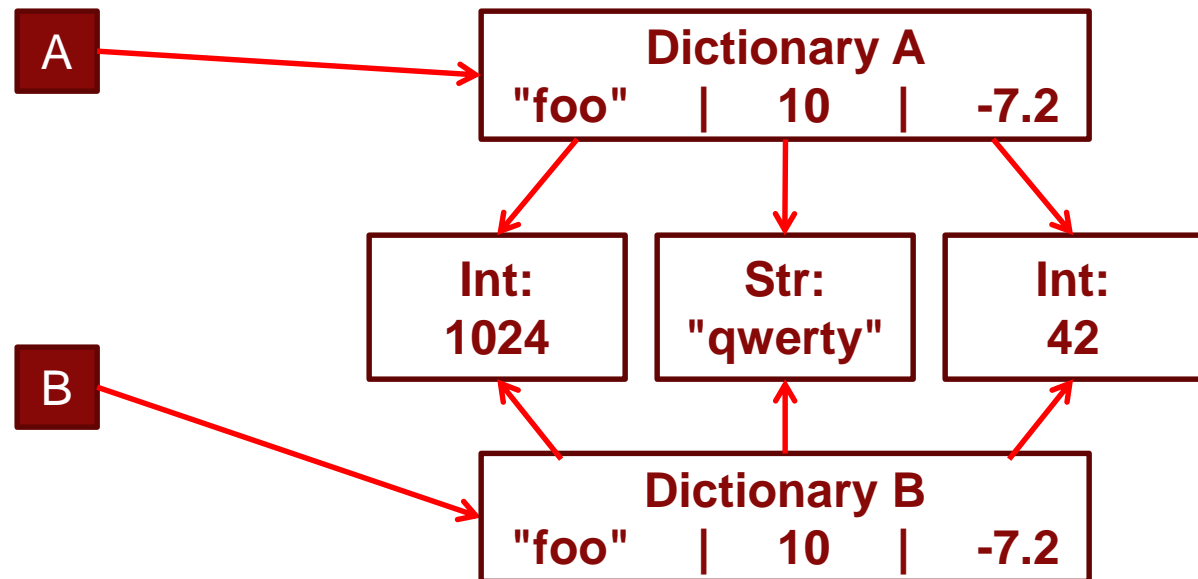 A
Dictionary A
"foo" | 10 | -7.2
Int:
1024
Str:
"qwerty"
Int:
42
B
Dictionary B
"foo" | 10 | -7.2